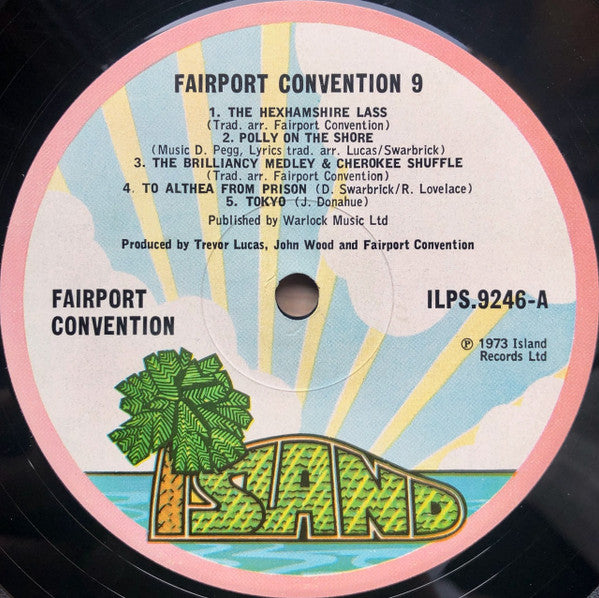 FAIRPORT CONVENTION 9
1. THE HEXHAMSHIRE LASS
(Trad. arr. Fairport Convention)
2. POLLY ON THE SHORE
(Music D. Pegg, Lyrics trad. arr. Lucas/Swarbrick)
3. THE BRILLIANCY MEDLEY & CHEROKEE SHUFFLE
(Trad. arr. Fairport Convention)
4. TO ALTHEA FROM PRISON (D. Swarbrick/R. Lovelace)
5. TOKYO (J. Donahue)
Published by Warlock Music Ltd
Produced by Trevor Lucas, John Wood and Fairport Convention
FAIRPORT
CONVENTION
ILPS.9246-A
℗ 1973 Island
Records Ltd
ISLAND